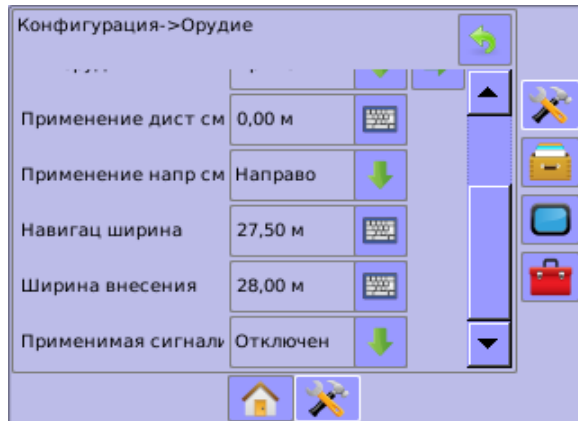 Конфигурация->Орудие
Применение дист см 0,00 м
Применение напр см Направо
Навигац ширина 27,50 м
Ширина внесения 28,00 м
Применимая сигнали Отключен